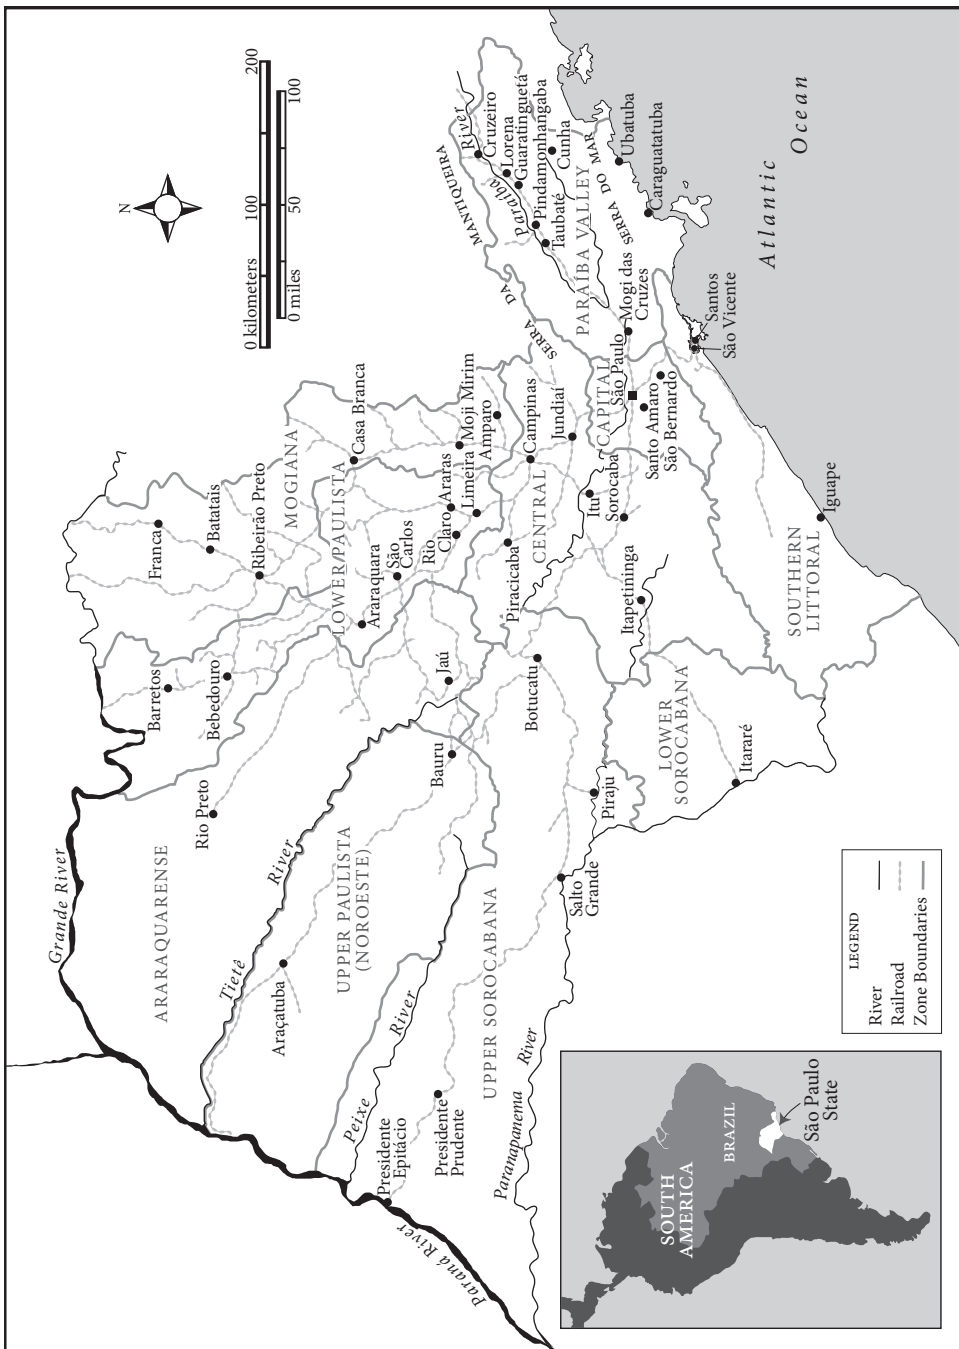 N
0 kilometers 100 200
0 miles 50 100
Grande River
ARARAQUARENSE
Rio Preto
Barretos
Bebedouro
Franca
Batatais
Ribeirão Preto
MOGIANA
Casa Branca
LOWER PAULISTA
Araraquara
São
Carlos
Rio
Claro
Araras
Limeira
Moji Mirim
Amparo
Tietê
River
Araçatuba
UPPER PAULISTA
(NOROESTE)
Bauru
Jaú
Piracicaba
CENTRAL
Campinas
Jundiaí
SERRA DA MANTIQUEIRA
Paraíba River
Cruzeiro
Lorena
Guaratinguetá
Pindamonhangaba
Taubaté
Cunha
PARAÍBA VALLEY
SERRA DO MAR
Ubatuba
Caraguatatuba
Mogi das
Cruzes
CAPITAL
São Paulo
Santo Amaro
São Bernardo
Santos
São Vicente
Atlantic
Ocean
Itu
Sorocaba
Peixe
River
Presidente
Epitácio
Presidente
Prudente
Paraná River
UPPER SOROCABANA
Paranapanema
River
Salto
Grande
Botucatu
Piraju
Itapetininga
LOWER
SOROCABANA
Itararé
SOUTHERN
LITTORAL
Iguape
LEGEND
River
Railroad
Zone Boundaries
SOUTH
AMERICA
BRAZIL
São Paulo
State